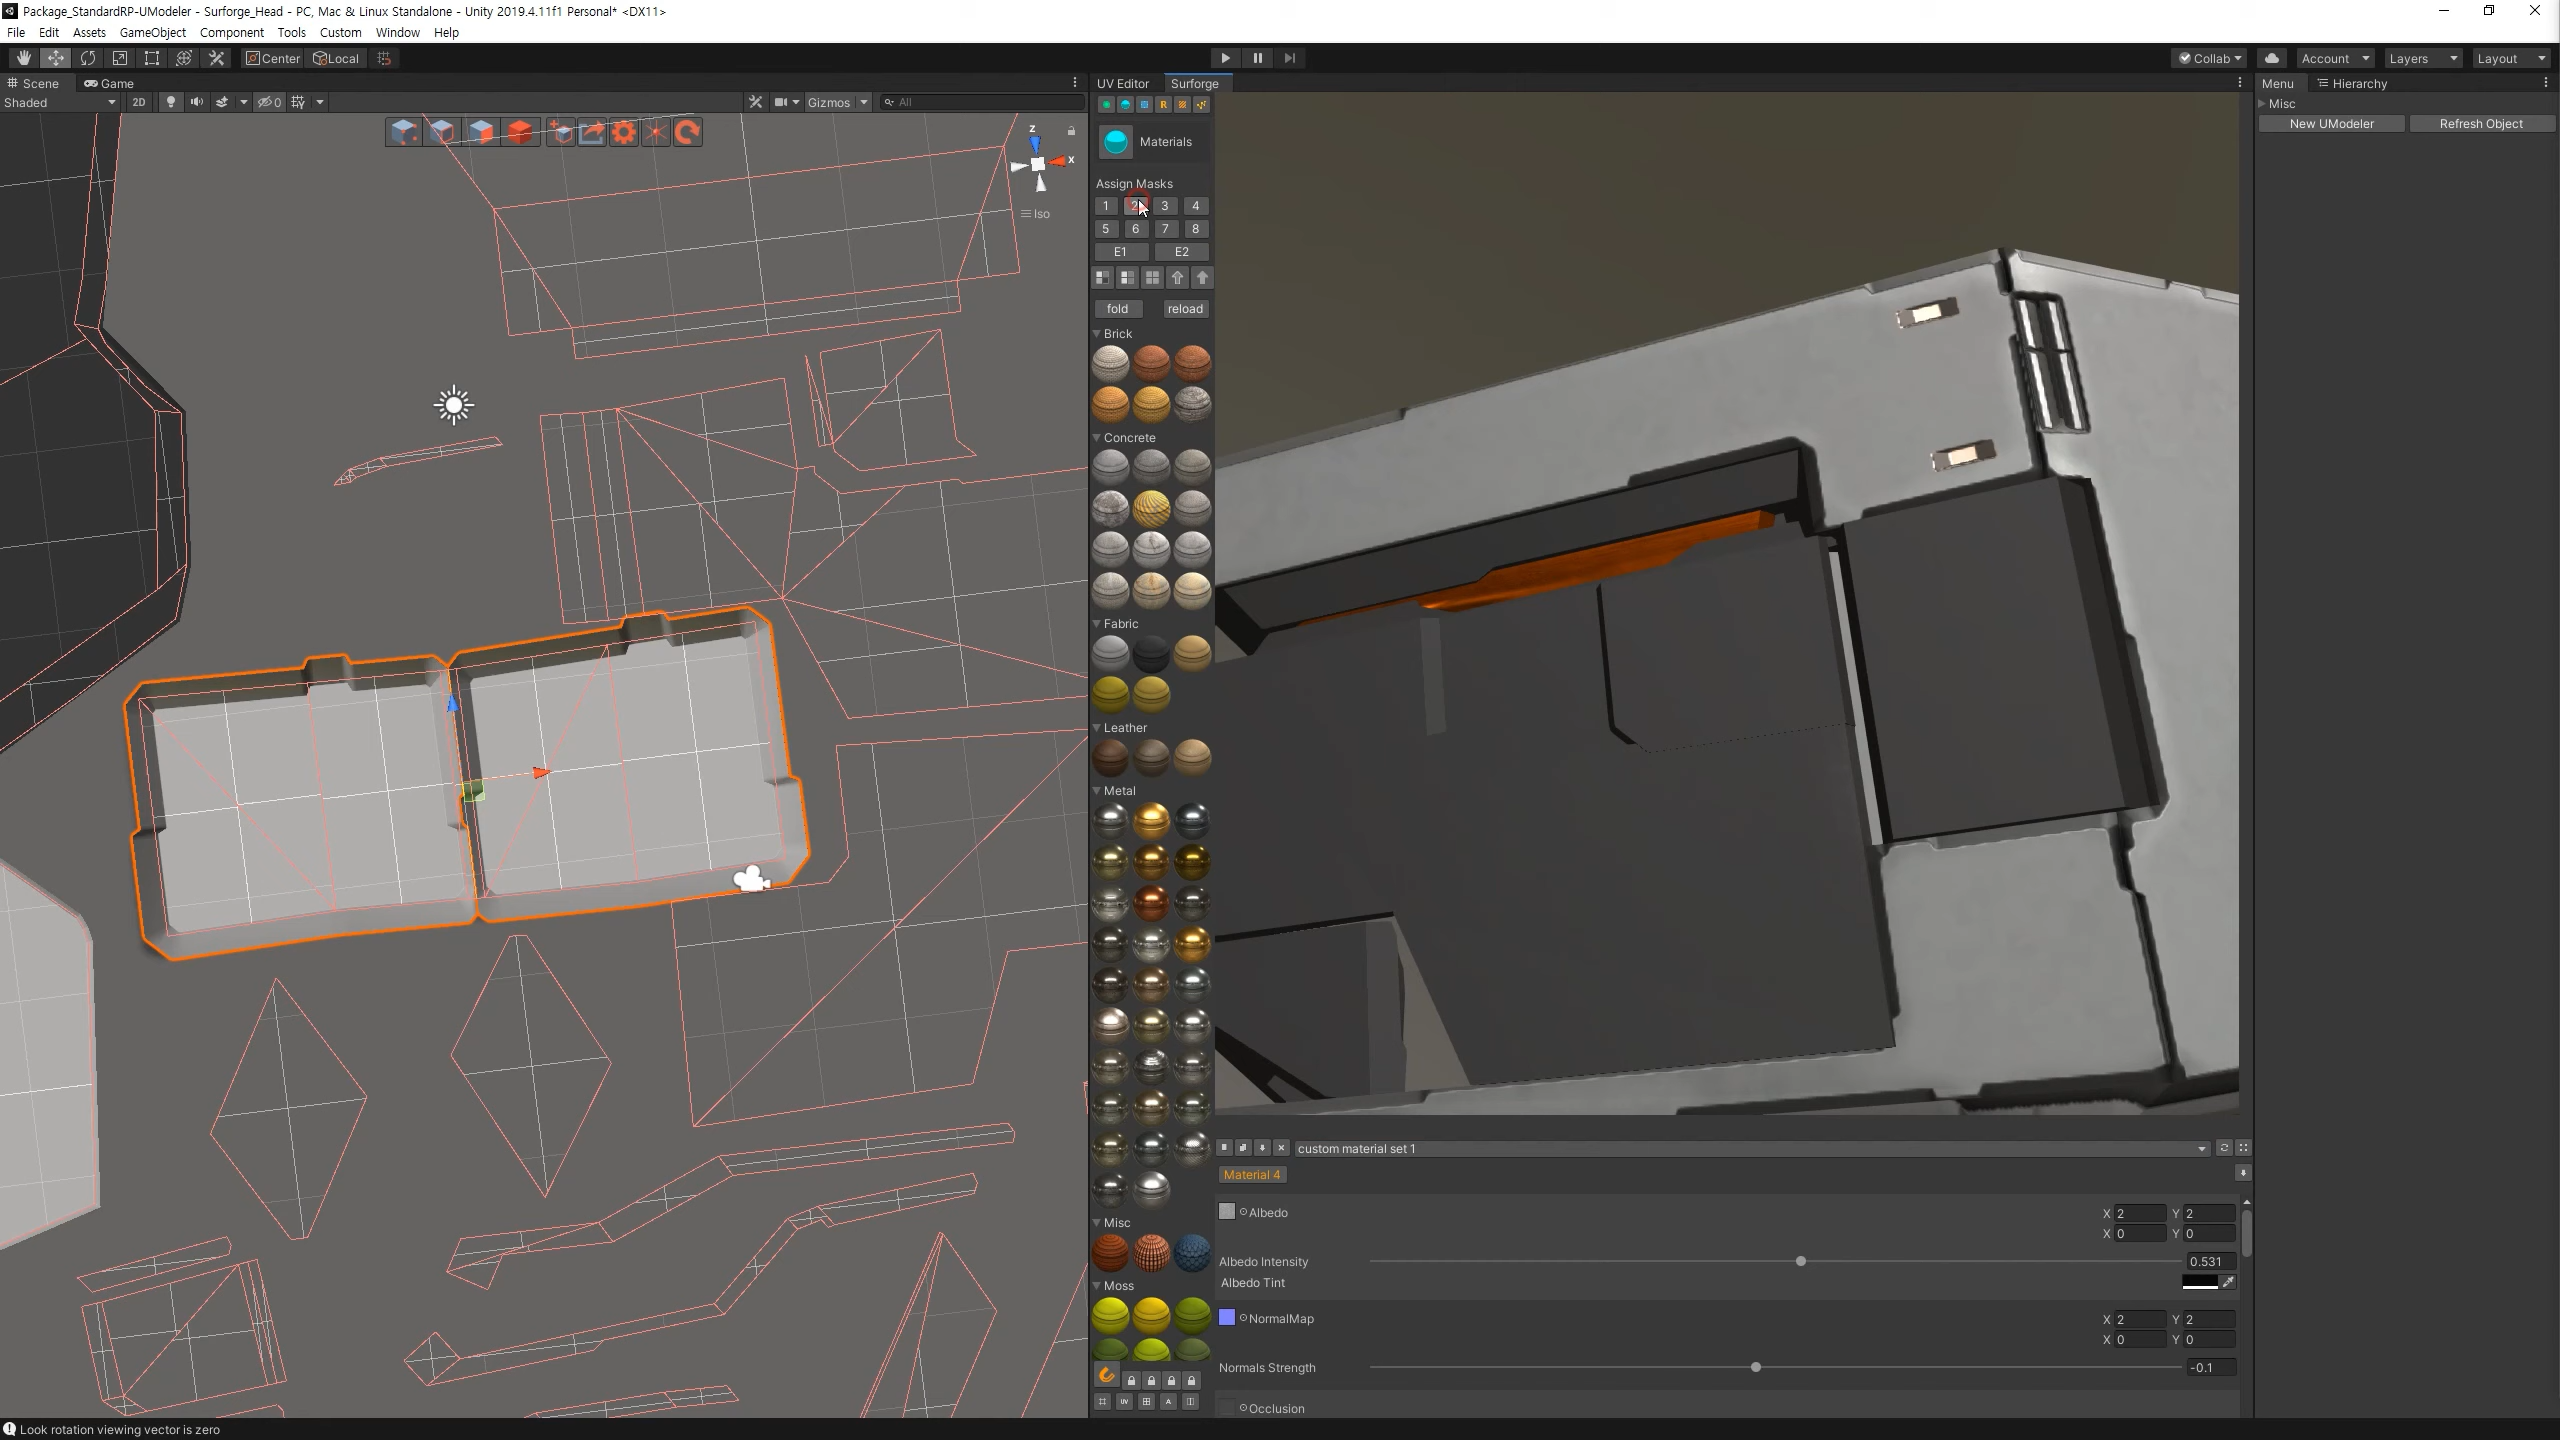 Package_StandardRP-UModeler - Surforge_Head - PC, Mac & Linux Standalone - Unity 2019.4.11f1 Personal* <DX11>
File Edit Assets GameObject Component Tools Custom Window Help
Center Local
Collab Account Layers Layout
Scene Game
UV Editor Surforge
Menu Hierarchy
Shaded 2D 0 Gizmos All
Misc
New UModeler Refresh Object
z
x
Iso
Materials
Assign Masks
1 2 3 4
5 6 7 8
E1 E2
fold reload
Brick
Concrete
Fabric
Leather
Metal
Misc
Moss
UV A
custom material set 1
Material 4
Albedo X 2 Y 2
X 0 Y 0
Albedo Intensity 0.531
Albedo Tint
NormalMap X 2 Y 2
X 0 Y 0
Normals Strength -0.1
Occlusion
Look rotation viewing vector is zero